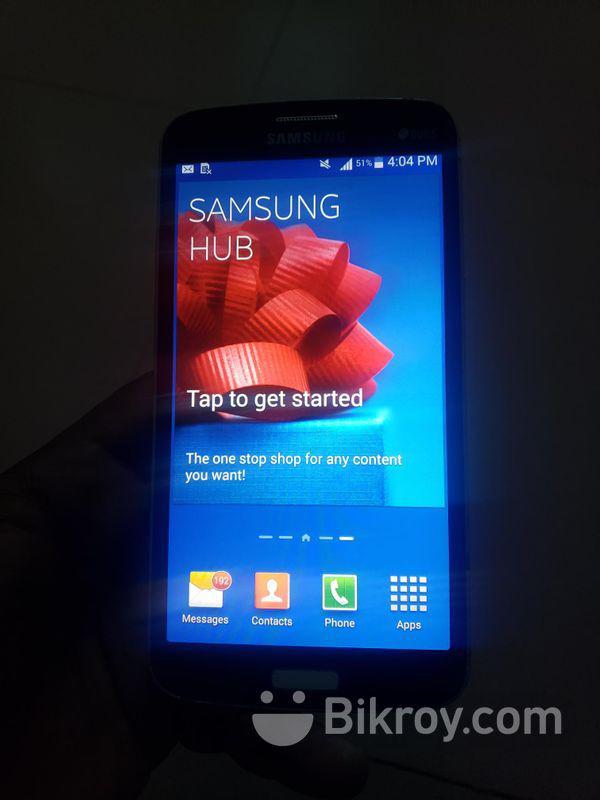 SAMSUNG
DUOS
51% 4:04 PM
SAMSUNG
HUB
Tap to get started
The one stop shop for any content
you want!
192
Messages Contacts Phone Apps
Bikroy.com